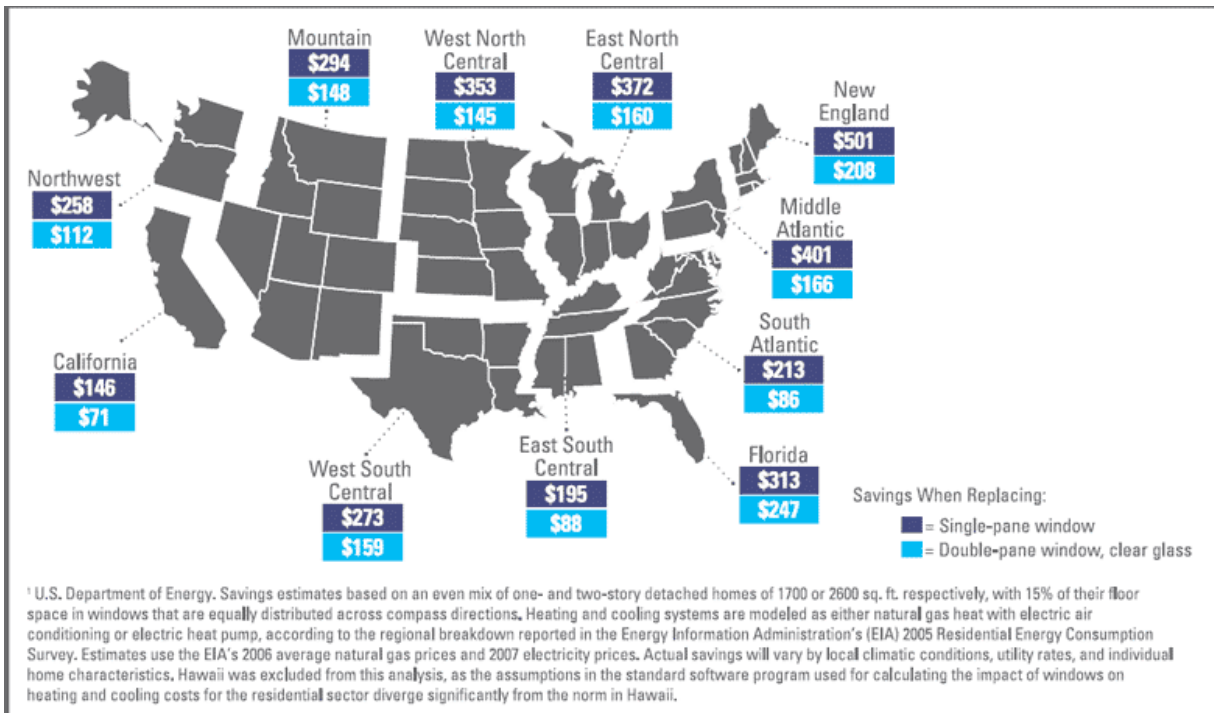 Mountain
$294
$148
West North
Central
$353
$145
East North
Central
$372
$160
New
England
$501
$208
Northwest
$258
$112
Middle
Atlantic
$401
$166
South
Atlantic
$213
$86
California
$146
$71
West South
Central
$273
$159
East South
Central
$195
$88
Florida
$313
$247
Savings When Replacing:
= Single-pane window
= Double-pane window, clear glass
¹ U.S. Department of Energy. Savings estimates based on an even mix of one- and two-story detached homes of 1700 or 2600 sq. ft. respectively, with 15% of their floor
space in windows that are equally distributed across compass directions. Heating and cooling systems are modeled as either natural gas heat with electric air
conditioning or electric heat pump, according to the regional breakdown reported in the Energy Information Administration's (EIA) 2005 Residential Energy Consumption
Survey. Estimates use the EIA's 2006 average natural gas prices and 2007 electricity prices. Actual savings will vary by local climatic conditions, utility rates, and individual
home characteristics. Hawaii was excluded from this analysis, as the assumptions in the standard software program used for calculating the impact of windows on
heating and cooling costs for the residential sector diverge significantly from the norm in Hawaii.